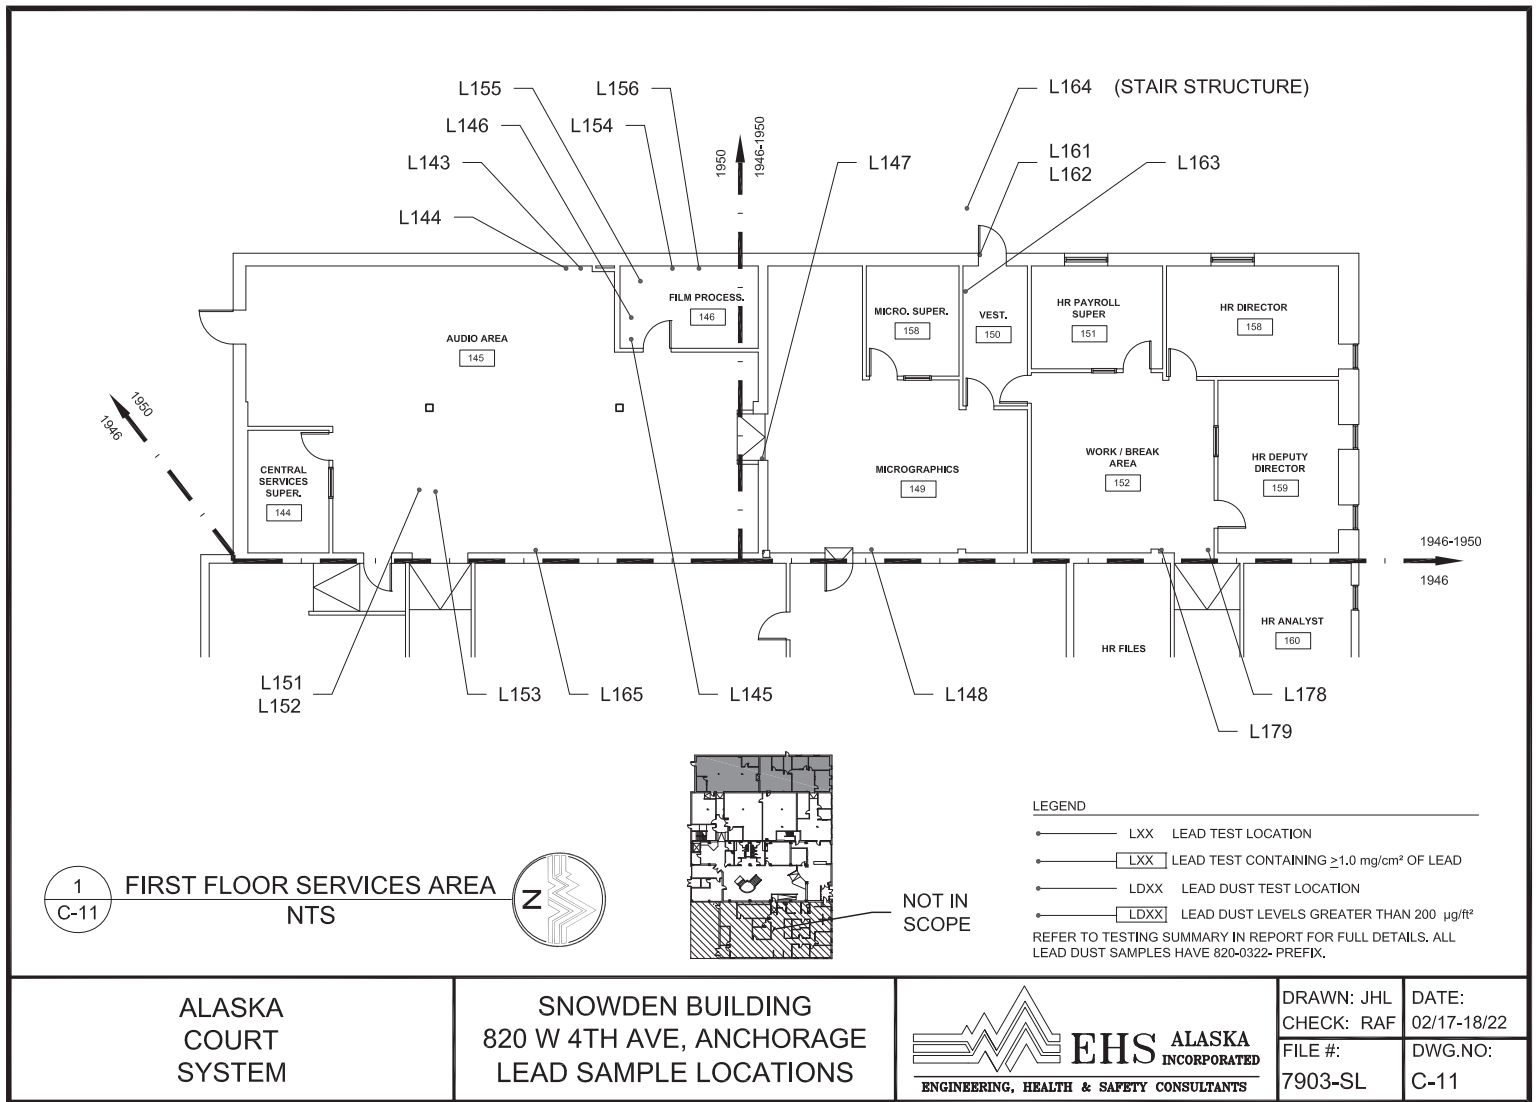 L155
L156
L164 (STAIR STRUCTURE)
L146
L154
L143
L144
1950
1946-1950
L147
L161
L162
L163
FILM PROCESS.
146
AUDIO AREA
145
MICRO. SUPER.
158
VEST.
150
HR PAYROLL
SUPER
151
HR DIRECTOR
158
1950
1946
CENTRAL
SERVICES
SUPER.
144
MICROGRAPHICS
149
WORK / BREAK
AREA
152
HR DEPUTY
DIRECTOR
159
1946-1950
1946
HR ANALYST
160
HR FILES
L151
L152
L153
L165
L145
L148
L178
L179
1
C-11
FIRST FLOOR SERVICES AREA
NTS
N
NOT IN
SCOPE
LEGEND
LXX LEAD TEST LOCATION
LXX LEAD TEST CONTAINING ≥1.0 mg/cm² OF LEAD
LDXX LEAD DUST TEST LOCATION
LDXX LEAD DUST LEVELS GREATER THAN 200 µg/ft²
REFER TO TESTING SUMMARY IN REPORT FOR FULL DETAILS. ALL
LEAD DUST SAMPLES HAVE 820-0322- PREFIX.
ALASKA
COURT
SYSTEM
SNOWDEN BUILDING
820 W 4TH AVE, ANCHORAGE
LEAD SAMPLE LOCATIONS
EHS ALASKA
INCORPORATED
ENGINEERING, HEALTH & SAFETY CONSULTANTS
DRAWN: JHL
CHECK: RAF
DATE:
02/17-18/22
FILE #:
7903-SL
DWG.NO:
C-11